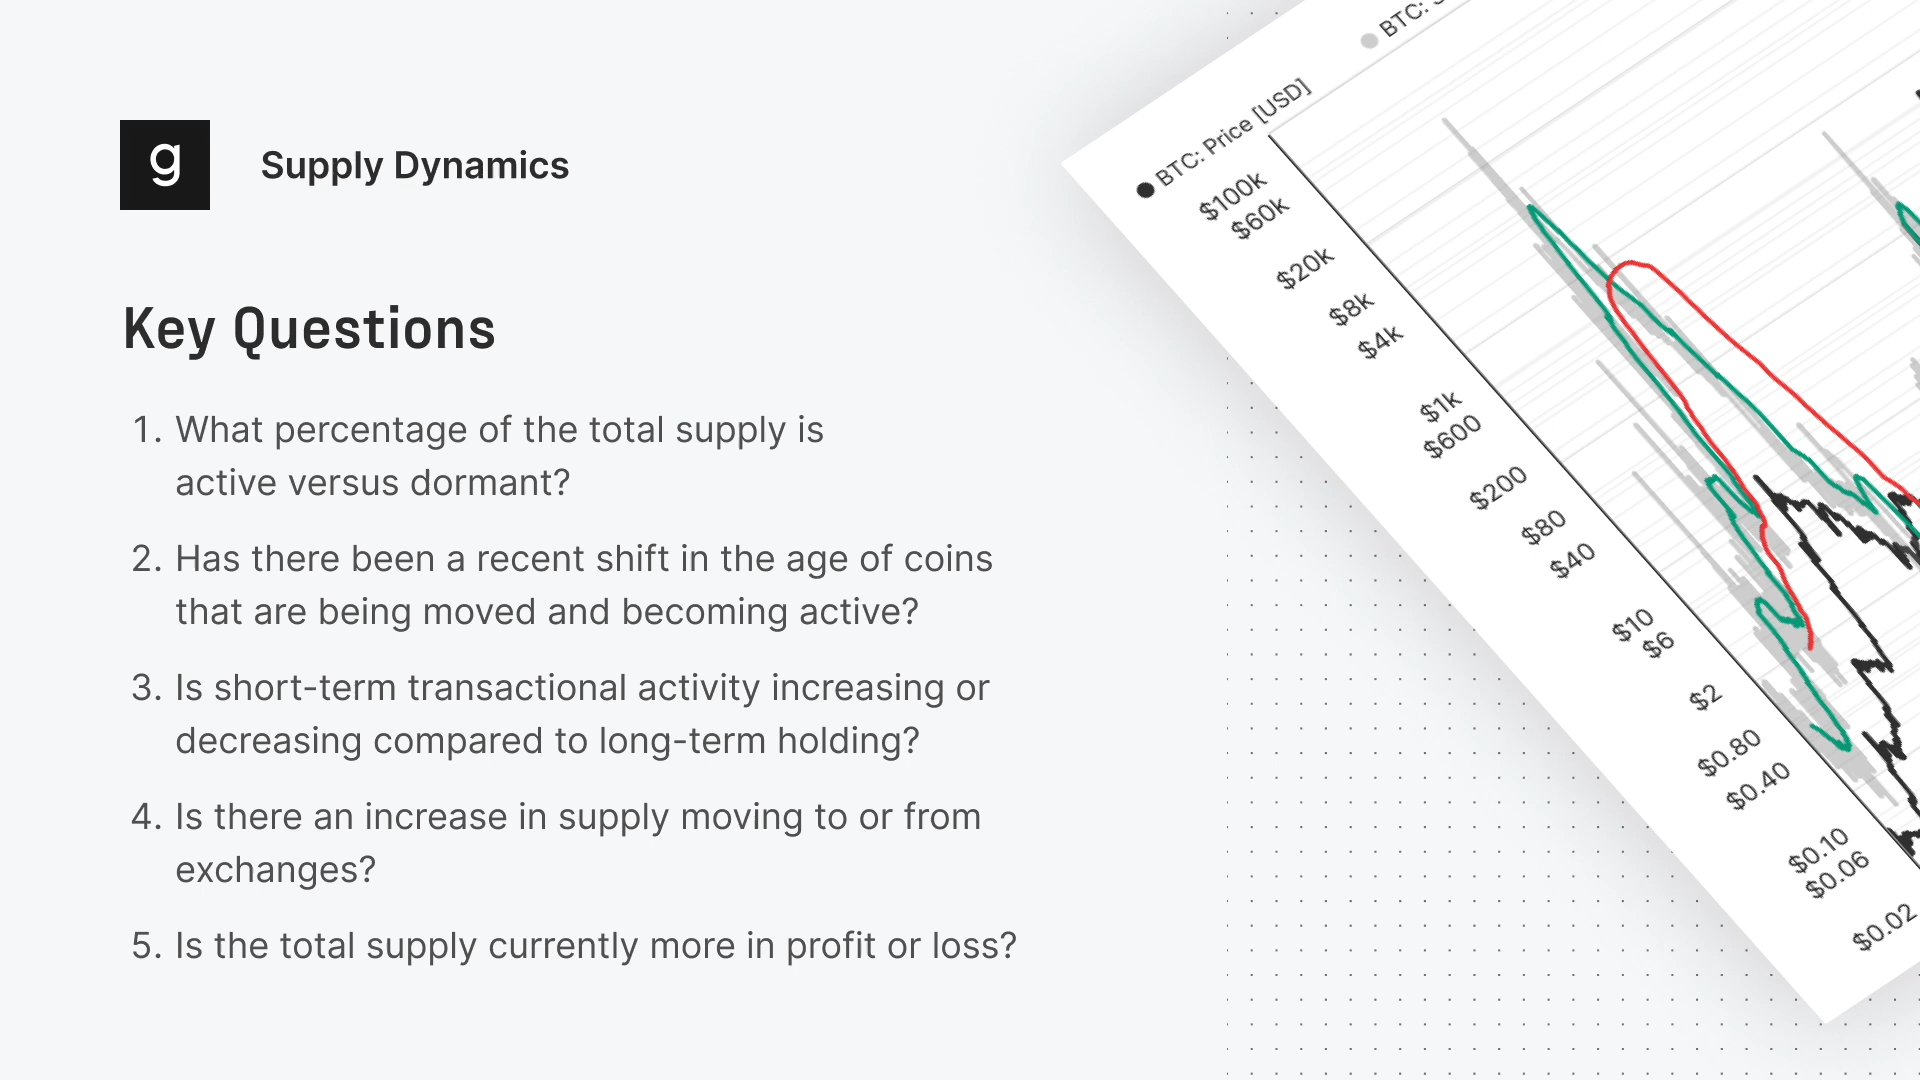 g
Supply Dynamics
Key Questions
1. What percentage of the total supply is
active versus dormant?
2. Has there been a recent shift in the age of coins
that are being moved and becoming active?
3. Is short-term transactional activity increasing or
decreasing compared to long-term holding?
4. Is there an increase in supply moving to or from
exchanges?
5. Is the total supply currently more in profit or loss?
BTC: Price [USD]
BTC:
$100k
$60k
$20k
$8k
$4k
$1k
$600
$200
$80
$40
$10
$6
$2
$0.80
$0.40
$0.10
$0.06
$0.02